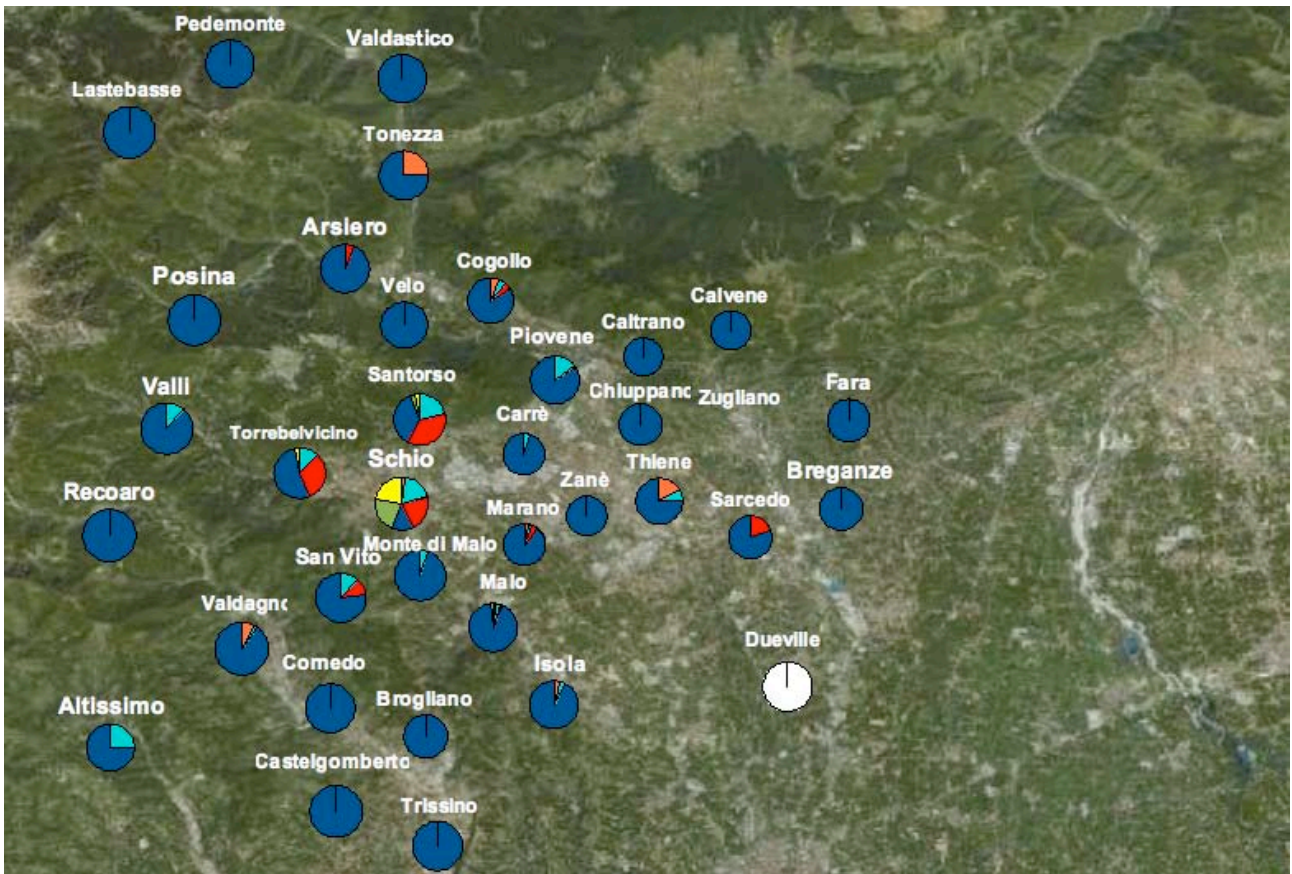 Pedemonte
Valdastico
Lastebasse
Tonezza
Arsiero
Cogollo
Posina
Velo
Calvene
Caltrano
Piovene
Santorso
Valli
Chiuppano
Zugliano
Fara
Carrè
Torrebelvicino
Schio
Thiene
Breganze
Recoaro
Zanè
Sarcedo
Marano
Monte di Malo
San Vito
Malo
Valdagno
Dueville
Cornedo
Isola
Brogliano
Altissimo
Castelgomberto
Trissino